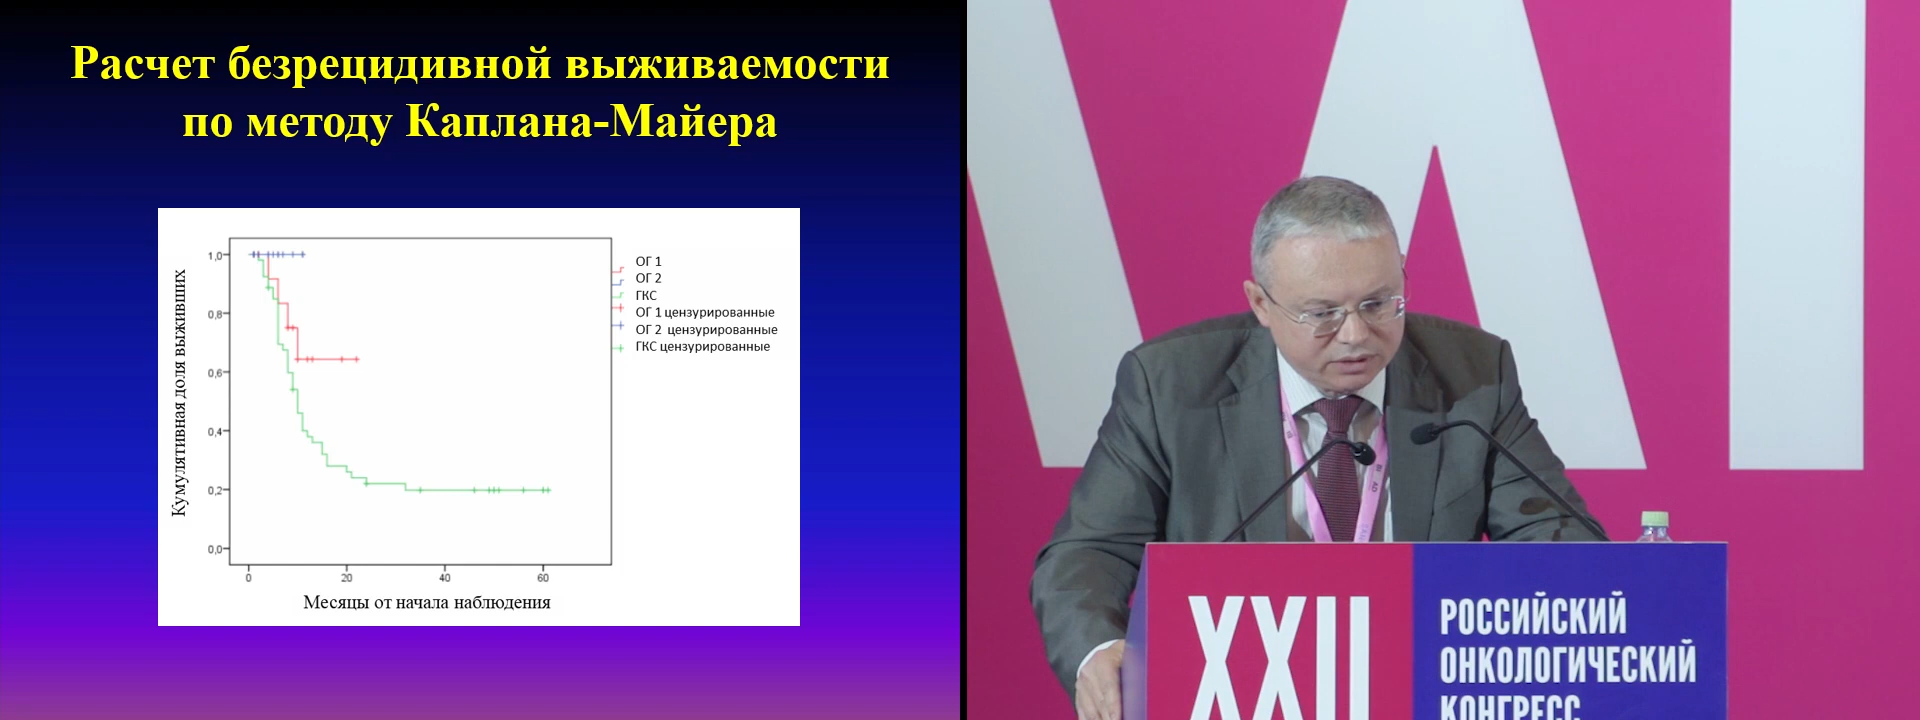 Расчет безрецидивной выживаемости
по методу Каплана-Майера
Кумулятивная доля выживших
1,0
0,8
0,6
0,4
0,2
0,0
0 20 40 60
Месяцы от начала наблюдения
ОГ 1
ОГ 2
ГКС
ОГ 1 цензурированные
ОГ 2 цензурированные
ГКС цензурированные
XXII
РОССИЙСКИЙ
ОНКОЛОГИЧЕСКИЙ
КОНГРЕСС